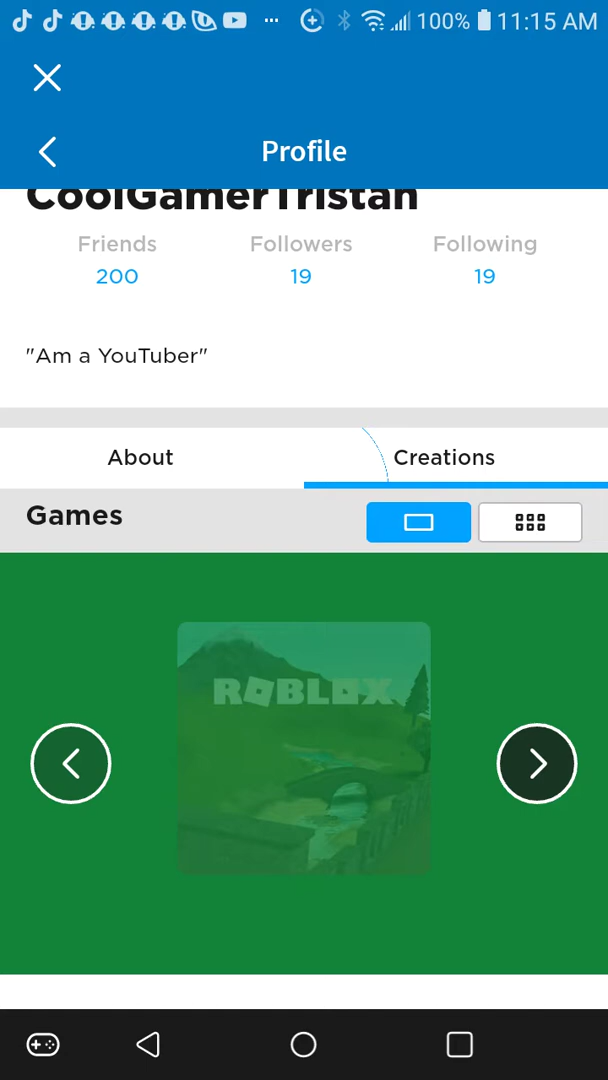 100% 11:15 AM
Profile
CoolGamerTristan
Friends Followers Following
200 19 19
"Am a YouTuber"
About Creations
Games
ROBLOX